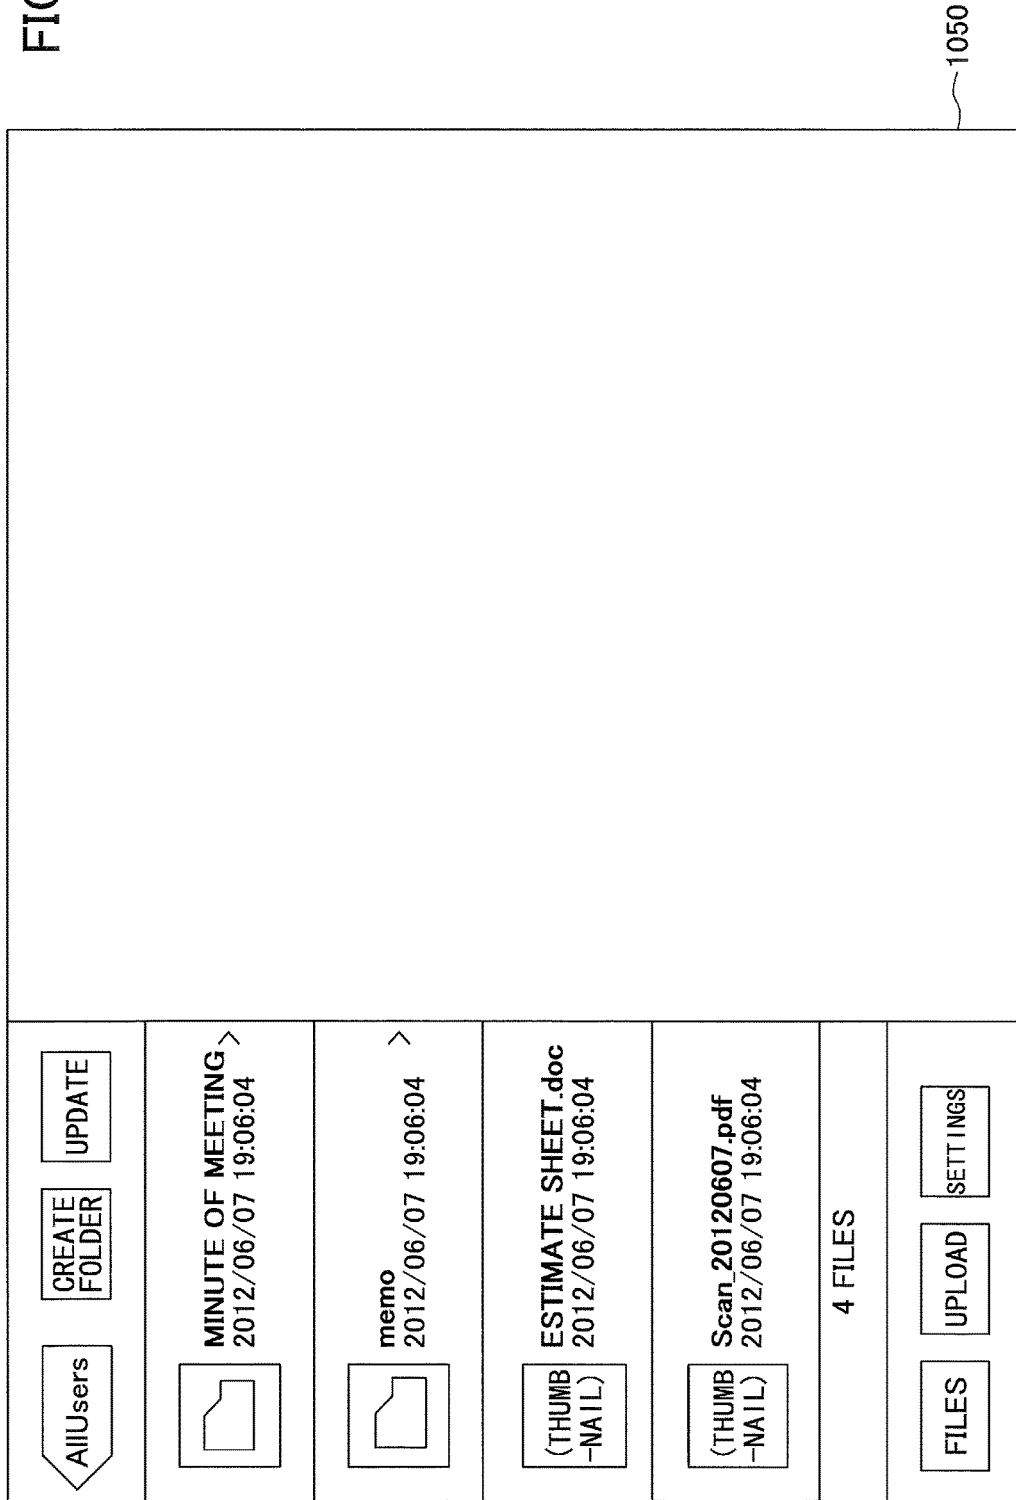 FIG
AllUsers
CREATE
FOLDER
UPDATE
MINUTE OF MEETING >
2012/06/07 19:06:04
memo >
2012/06/07 19:06:04
(THUMB
-NAIL)
ESTIMATE SHEET.doc
2012/06/07 19:06:04
(THUMB
-NAIL)
Scan_20120607.pdf
2012/06/07 19:06:04
4 FILES
FILES
UPLOAD
SETTINGS
1050